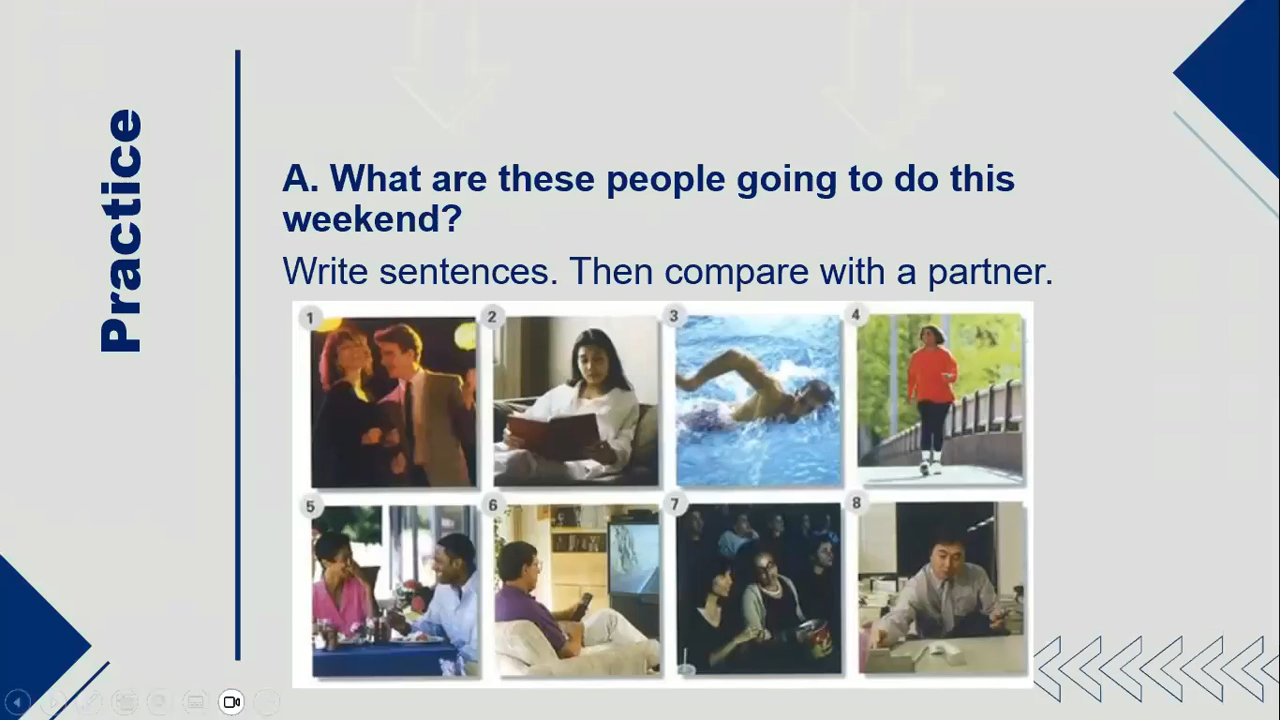 Practice
A. What are these people going to do this
weekend?
Write sentences. Then compare with a partner.
1
2
3
4
5
6
7
8